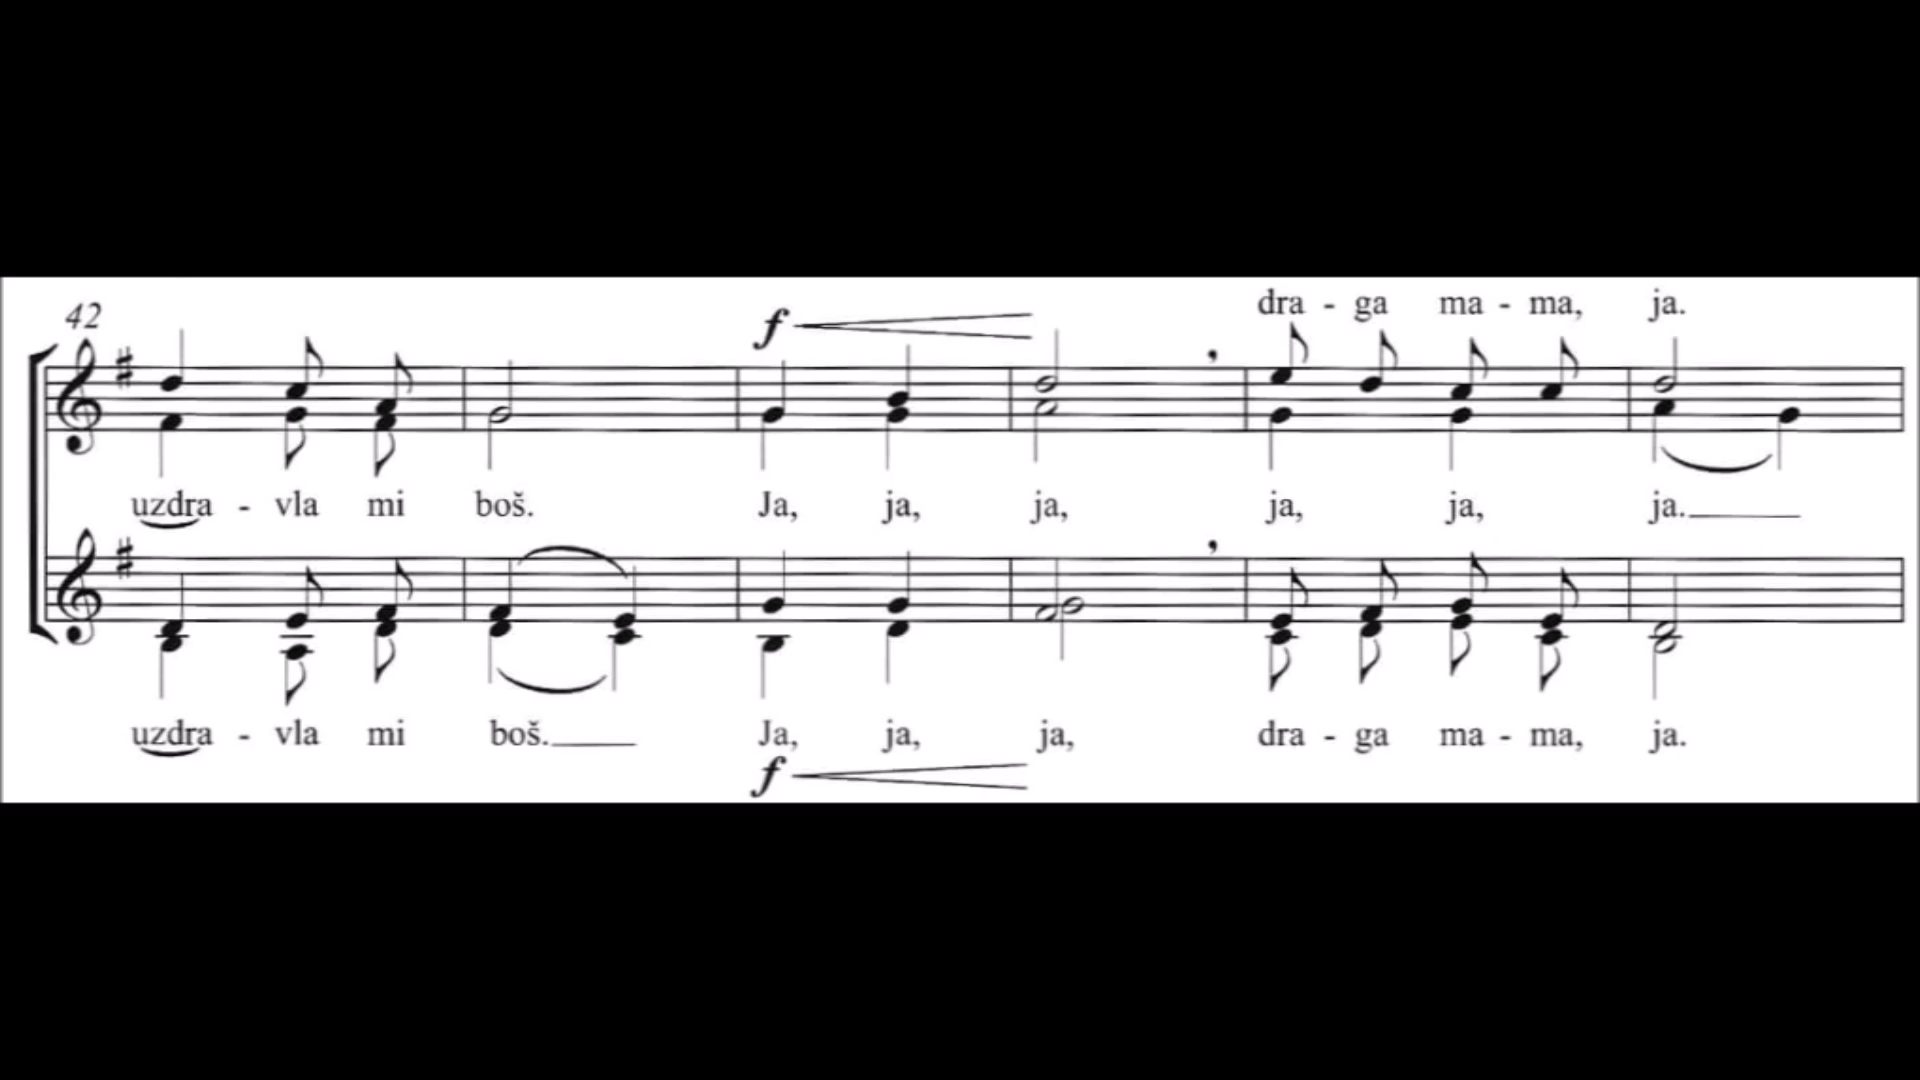 42
f
dra - ga ma - ma, ja.
uzdra - vla mi boš. Ja, ja, ja, ja, ja, ja.
uzdra - vla mi boš. Ja, ja, ja, dra - ga ma - ma, ja.
f